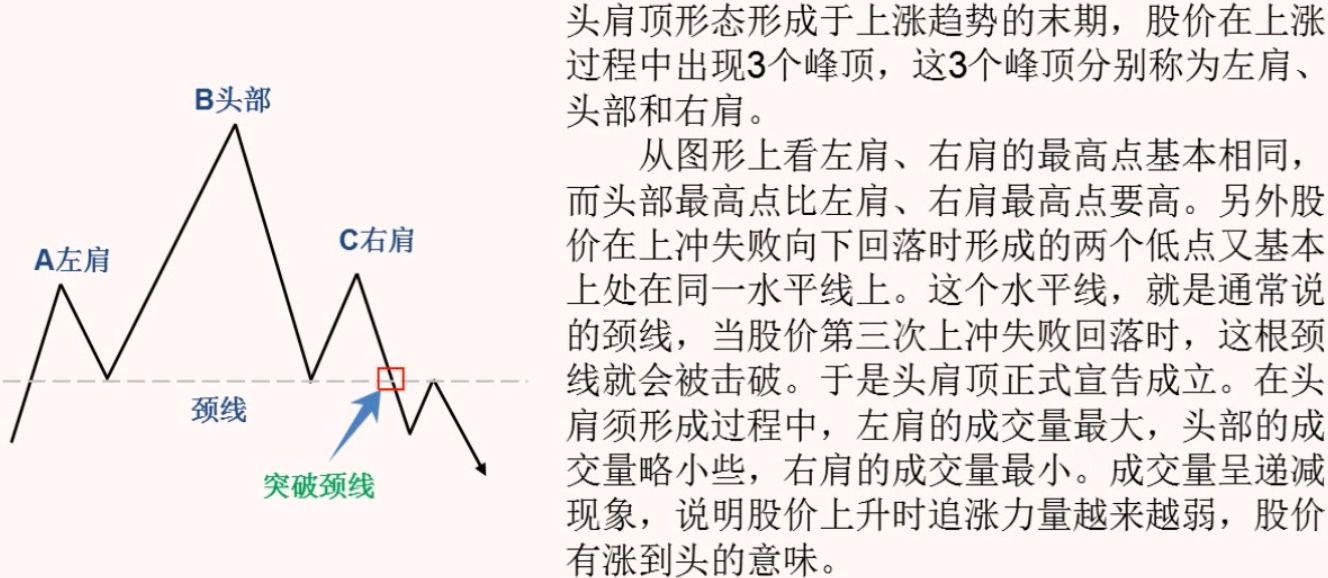 B头部
A左肩
C右肩
颈线
突破颈线
头肩顶形态形成于上涨趋势的末期，股价在上涨
过程中出现3个峰顶，这3个峰顶分别称为左肩、
头部和右肩。
从图形上看左肩、右肩的最高点基本相同，
而头部最高点比左肩、右肩最高点要高。另外股
价在上冲失败向下回落时形成的两个低点又基本
上处在同一水平线上。这个水平线，就是通常说
的颈线，当股价第三次上冲失败回落时，这根颈
线就会被击破。于是头肩顶正式宣告成立。在头
肩须形成过程中，左肩的成交量最大，头部的成
交量略小些，右肩的成交量最小。成交量呈递减
现象，说明股价上升时追涨力量越来越弱，股价
有涨到头的意味。